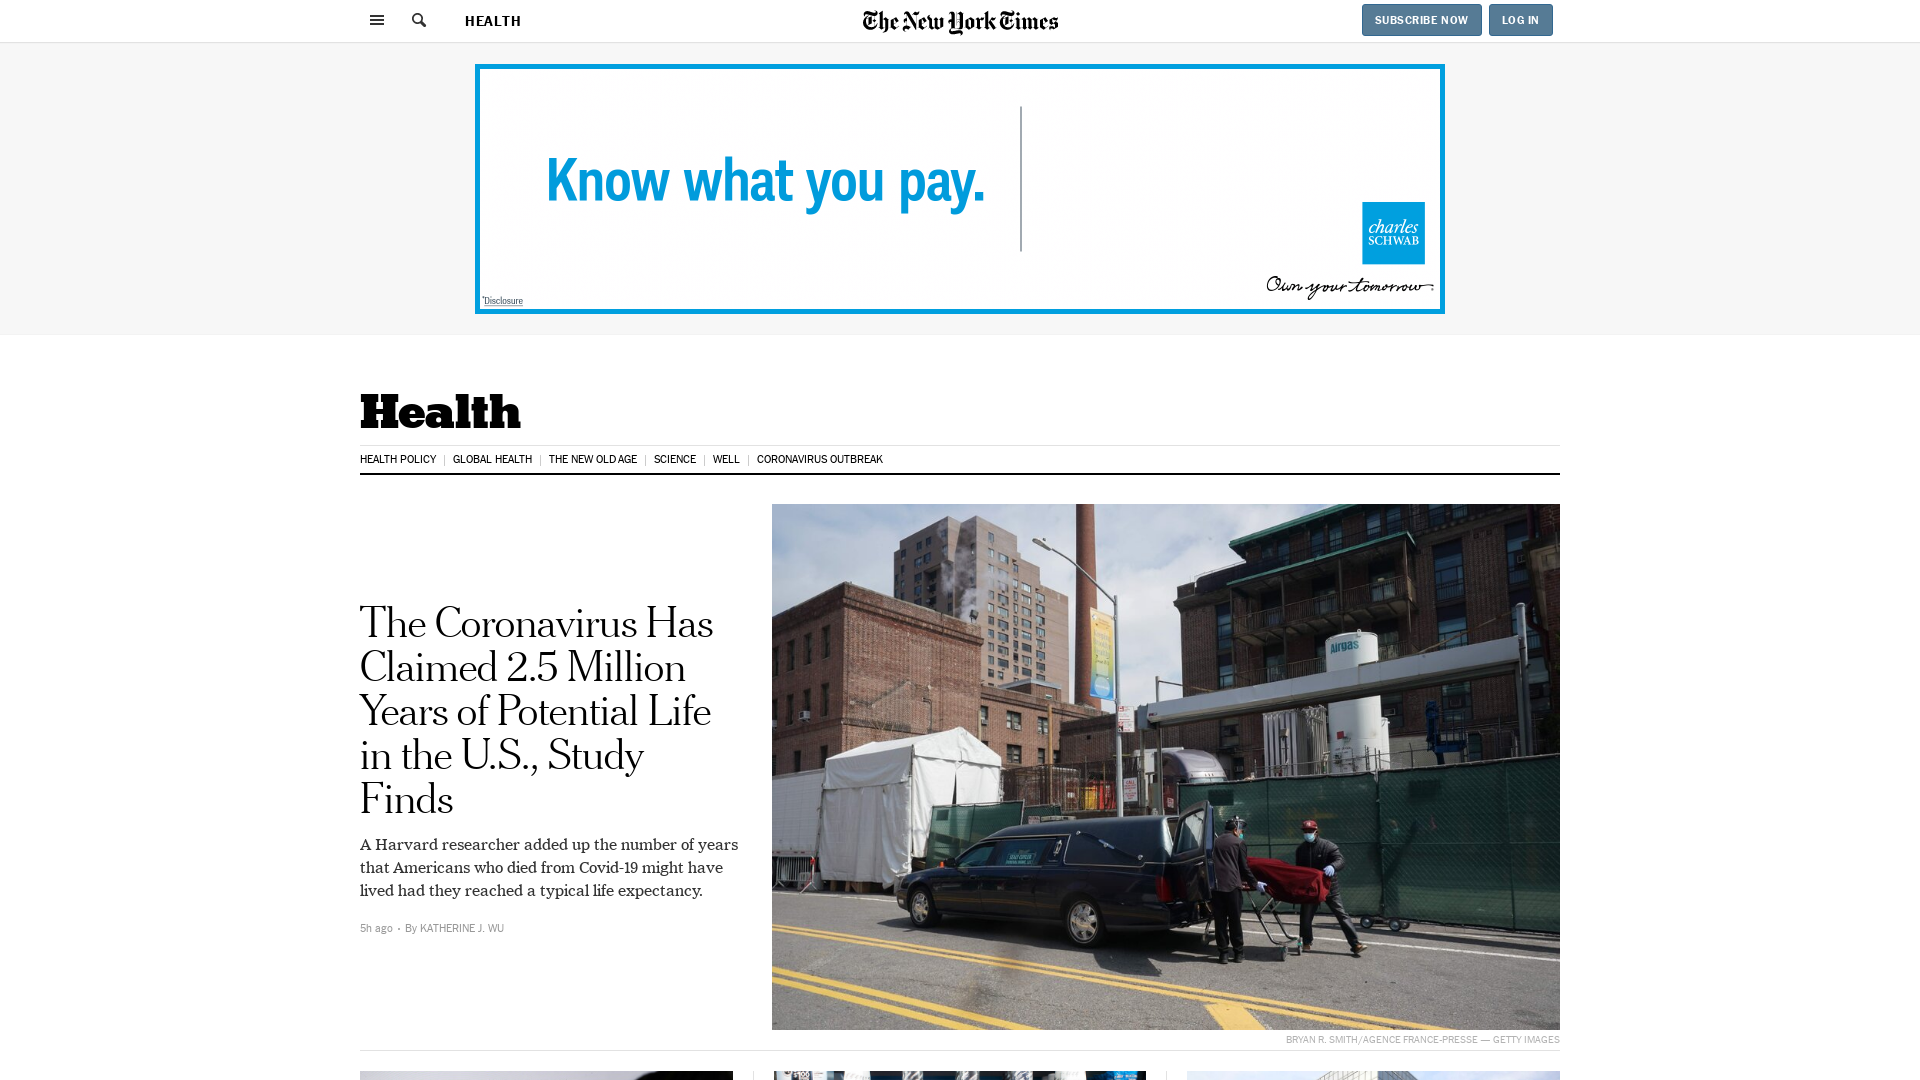 HEALTH
The New York Times
SUBSCRIBE NOW
LOG IN
Know what you pay.
charles
SCHWAB
Own your tomorrow.
*Disclosure
Health
HEALTH POLICY
GLOBAL HEALTH
THE NEW OLD AGE
SCIENCE
WELL
CORONAVIRUS OUTBREAK
The Coronavirus Has
Claimed 2.5 Million
Years of Potential Life
in the U.S., Study
Finds
A Harvard researcher added up the number of years
that Americans who died from Covid-19 might have
lived had they reached a typical life expectancy.
5h ago • By KATHERINE J. WU
Airgas
BRYAN R. SMITH/AGENCE FRANCE-PRESSE — GETTY IMAGES